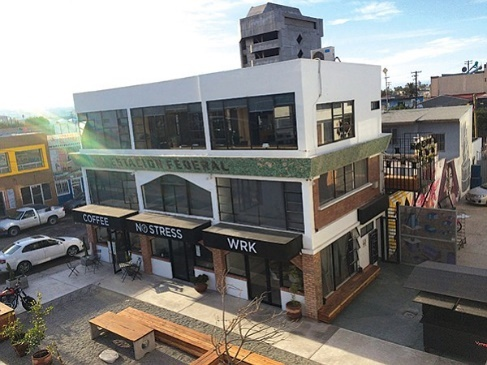 ESTACION FEDERAL
COFFEE
NO STRESS
WRK